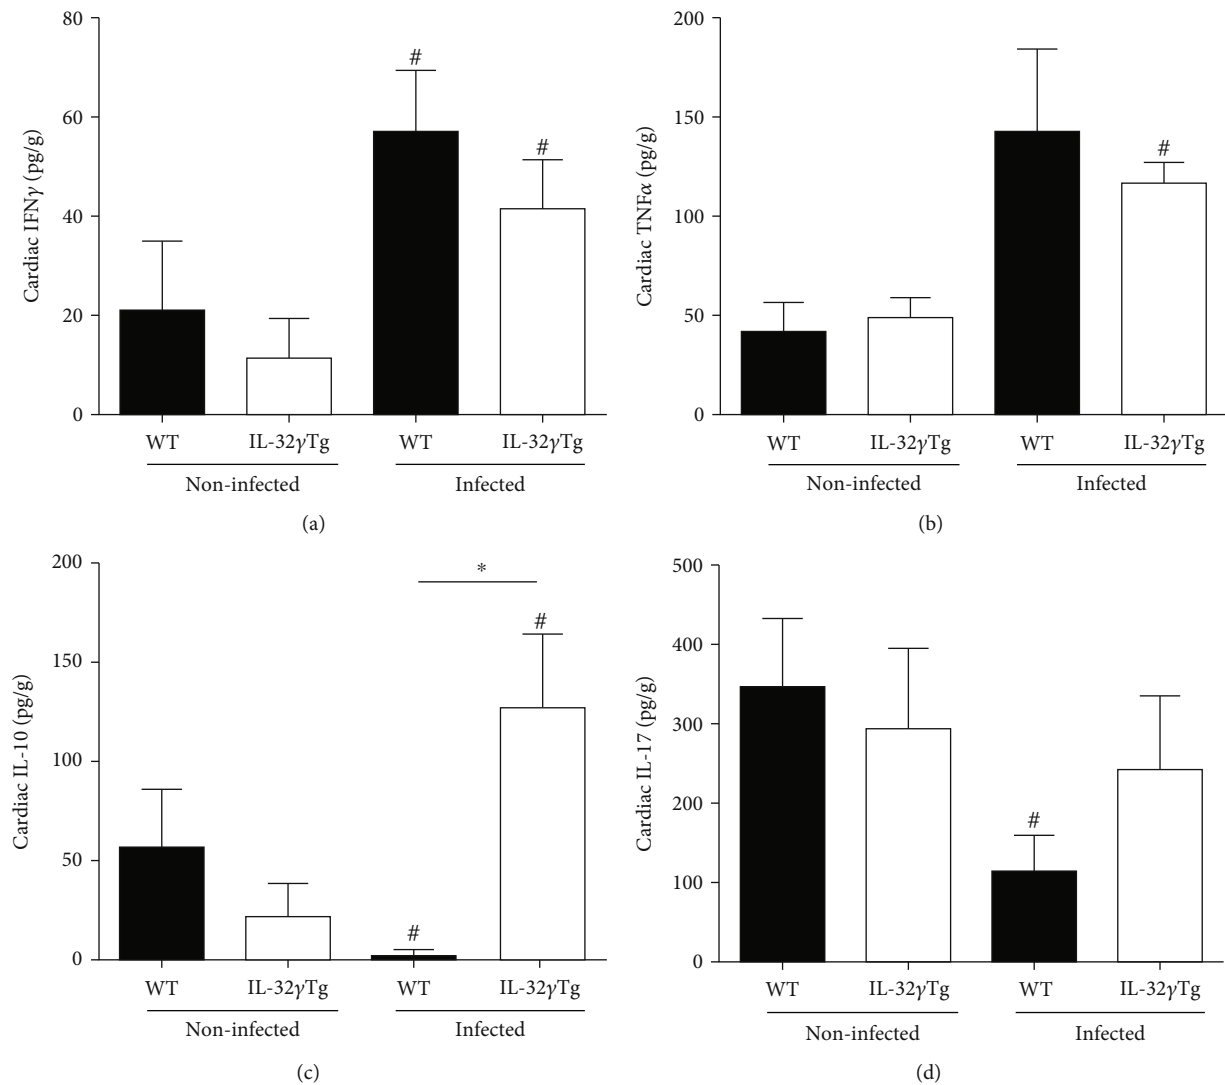 Cardiac IFNγ (pg/g)
80
60
40
20
0
#
#
WT
IL-32γTg
WT
IL-32γTg
Non-infected
Infected
(a)
Cardiac TNFα (pg/g)
200
150
100
50
0
#
WT
IL-32γTg
WT
IL-32γTg
Non-infected
Infected
(b)
Cardiac IL-10 (pg/g)
200
150
100
50
0
*
#
#
WT
IL-32γTg
WT
IL-32γTg
Non-infected
Infected
(c)
Cardiac IL-17 (pg/g)
500
400
300
200
100
0
#
WT
IL-32γTg
WT
IL-32γTg
Non-infected
Infected
(d)